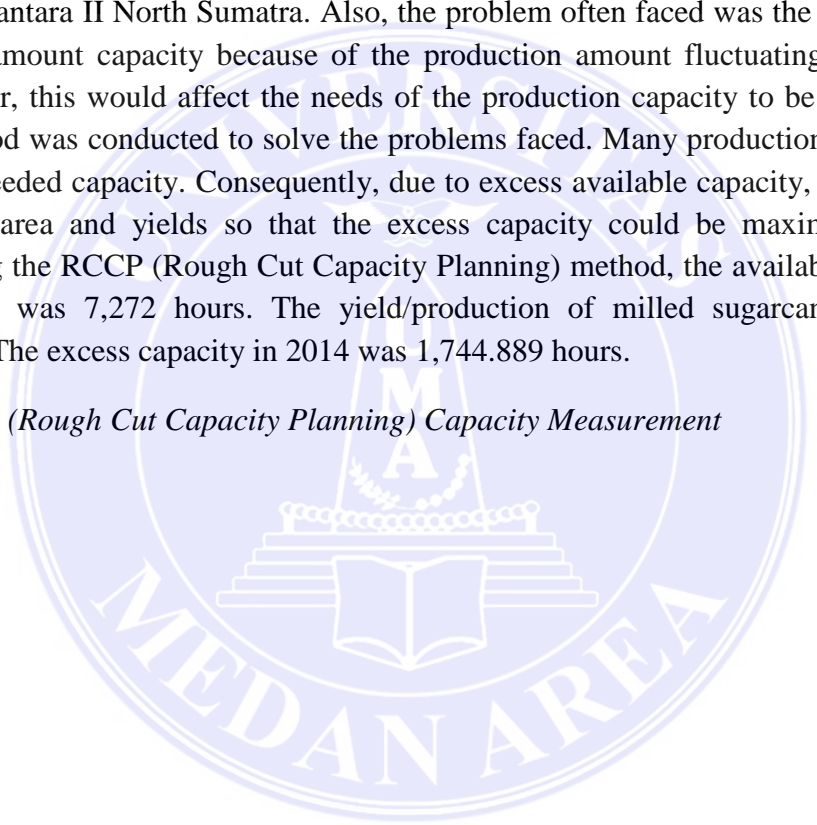 antara II North Sumatra. Also, the problem often faced was the
amount capacity because of the production amount fluctuating
r, this would affect the needs of the production capacity to be
od was conducted to solve the problems faced. Many production
eeded capacity. Consequently, due to excess available capacity,
area and yields so that the excess capacity could be maxim
g the RCCP (Rough Cut Capacity Planning) method, the availab
was 7,272 hours. The yield/production of milled sugarcan
The excess capacity in 2014 was 1,744.889 hours.
(Rough Cut Capacity Planning) Capacity Measurement
UNIVERSITAS
UMA
MEDAN AREA